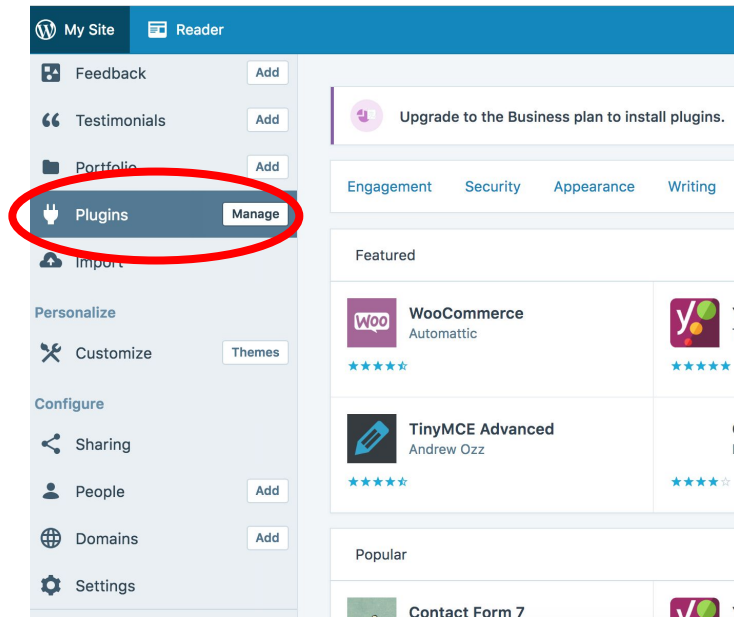 My Site
Reader
Feedback Add
Testimonials Add
Portfolio Add
Plugins Manage
Import
Personalize
Customize Themes
Configure
Sharing
People Add
Domains Add
Settings
Upgrade to the Business plan to install plugins.
Engagement Security Appearance Writing
Featured
WOO
WooCommerce
Automattic
y
TinyMCE Advanced
Andrew Ozz
Popular
Contact Form 7